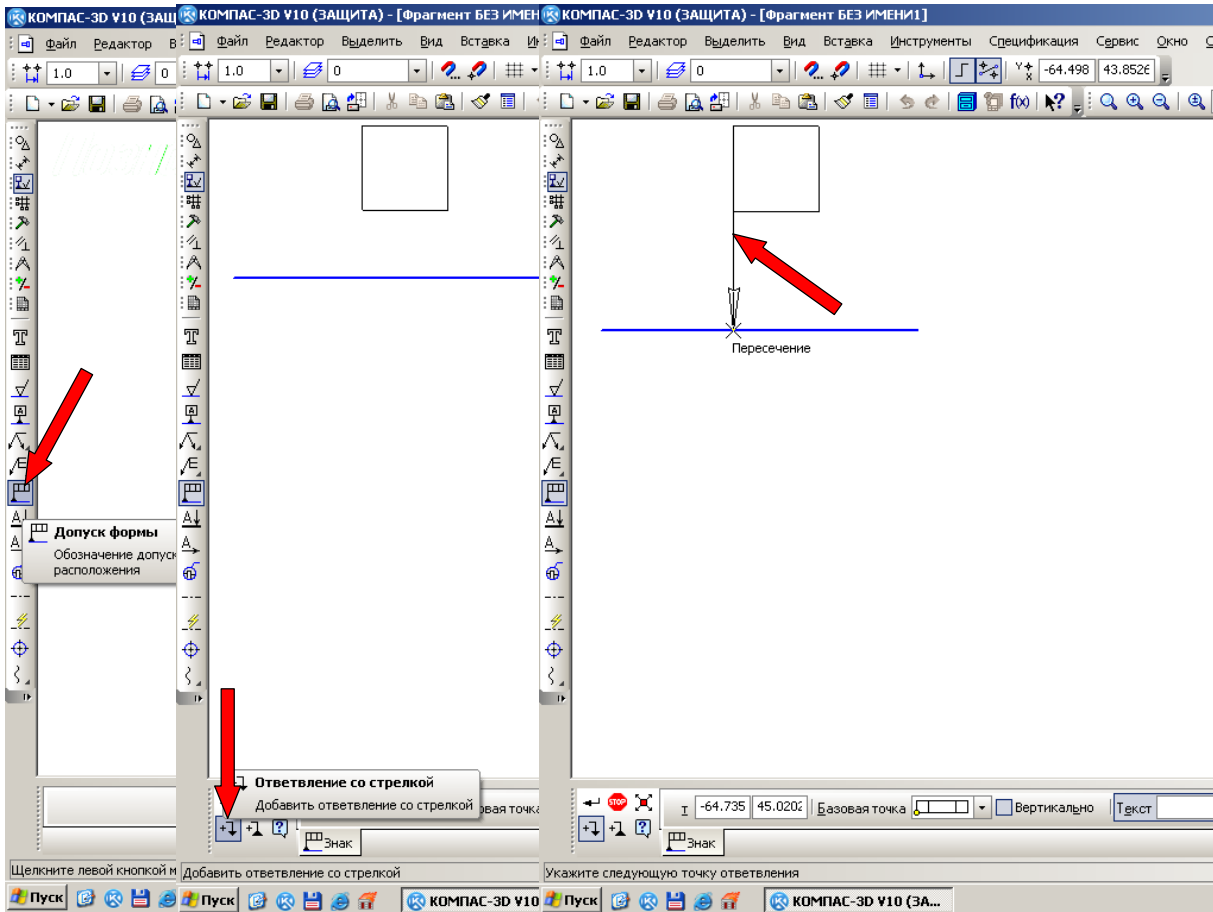 КОМПАС-3D V10 (ЗАЩ
Файл Редактор В
1.0 0
Допуск формы
Обозначение допуск
расположения
Щелкните левой кнопкой м
Пуск
КОМПАС-3D V10 (ЗАЩИТА) - [Фрагмент БЕЗ ИМЕН
Файл Редактор Выделить Вид Вставка Ин
1.0 0
Ответвление со стрелкой
Добавить ответвление со стрелкой
овая точка
Знак
Добавить ответвление со стрелкой
Пуск КОМПАС-3D V10
КОМПАС-3D V10 (ЗАЩИТА) - [Фрагмент БЕЗ ИМЕНИ1]
Файл Редактор Выделить Вид Вставка Инструменты Спецификация Сервис Окно С
1.0 0 -64.498 43.8526
f(x)
Пересечение
STOP т -64.735 45.0202 Базовая точка Вертикально Текст
Знак
Укажите следующую точку ответвления
Пуск КОМПАС-3D V10 (ЗА...